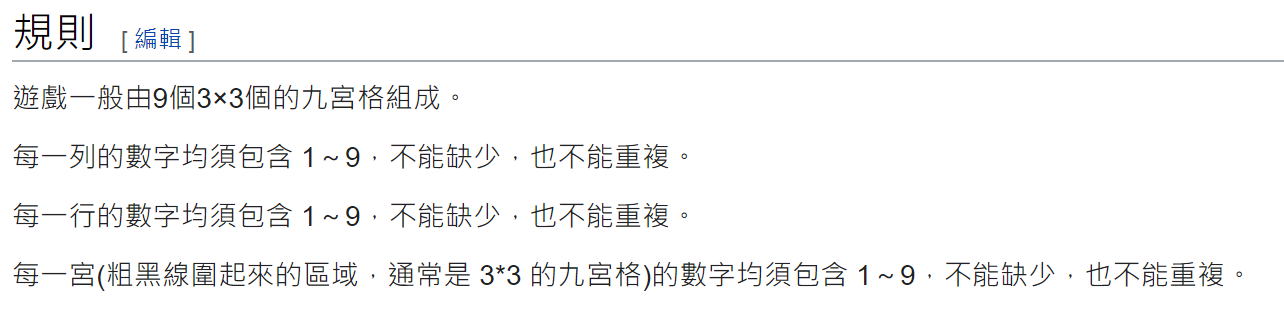 規則 [ 編輯 ]
遊戲一般由9個3×3個的九宮格組成。
每一列的數字均須包含 1～9，不能缺少，也不能重複。
每一行的數字均須包含 1～9，不能缺少，也不能重複。
每一宮(粗黑線圍起來的區域，通常是 3*3 的九宮格)的數字均須包含 1～9，不能缺少，也不能重複。